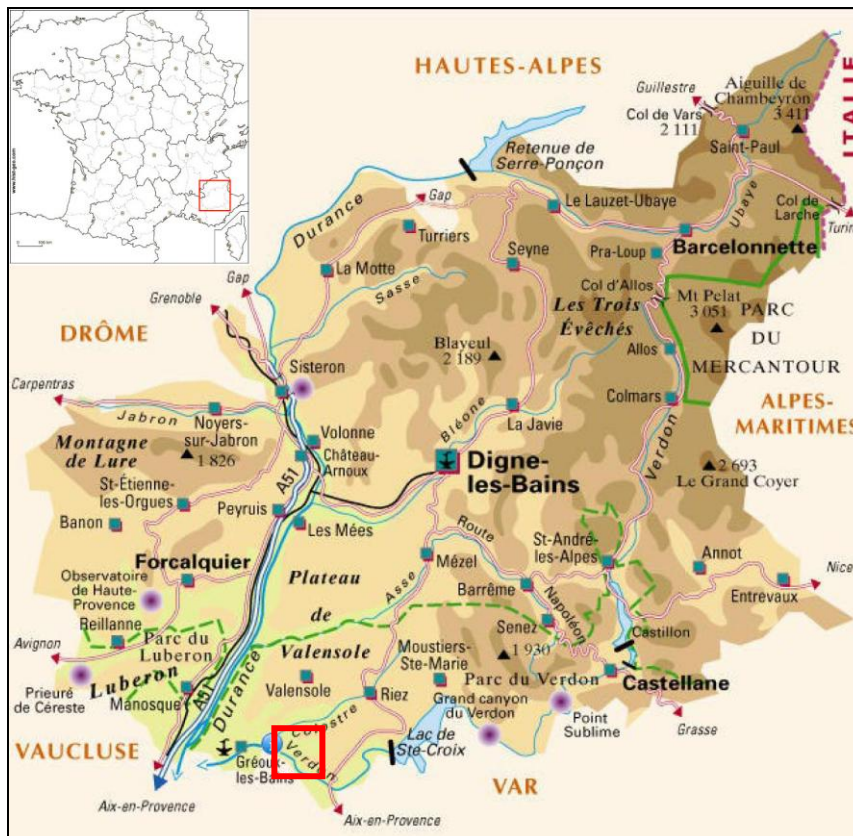 www.hist-geo.com
HAUTES-ALPES
Guillestre
Aiguille de
Chambeyron
3 411
Col de Vars
2 111
ITALIE
Saint-Paul
Retenue de
Serre-Ponçon
Ubaye
Col de
Larche
Turin
Gap
Le Lauzet-Ubaye
Durance
Turriers
Seyne
Barcelonnette
Pra-Loup
La Motte
Sasse
Col d'Allos
Gap
Grenoble
Les Trois
Évêchés
Mt Pelat
3 051
PARC
DU
MERCANTOUR
DRÔME
Blayeul
2 189
Allos
Sisteron
Carpentras
Jabron
Colmars
ALPES-
MARITIMES
Noyers-
sur-Jabron
Bléone
La Javie
Volonne
Verdon
Montagne
de Lure
1 826
Château-
Arnoux
Digne-
les-Bains
2 693
Le Grand Coyer
A51
St-Étienne-
les-Orgues
Peyruis
Banon
Les Mées
Route
St-André-
les-Alpes
Annot
Nice
Forcalquier
Mézel
Observatoire
de Haute-
Provence
Plateau
de
Valensole
Asse
Barrême
Napoléon
Entrevaux
Reillanne
Senez
Castillon
Avignon
Parc du
Luberon
Moustiers-
Ste-Marie
1 930
Luberon
Durance
Valensole
Riez
Parc du Verdon
Castellane
Prieuré
de Céreste
Manosque
A51
Grand canyon
du Verdon
Point
Sublime
Grasse
Colostre
Lac de
Ste-Croix
VAUCLUSE
Verdon
Gréoux-
les-Bains
VAR
Aix-en-Provence
Aix-en-Provence